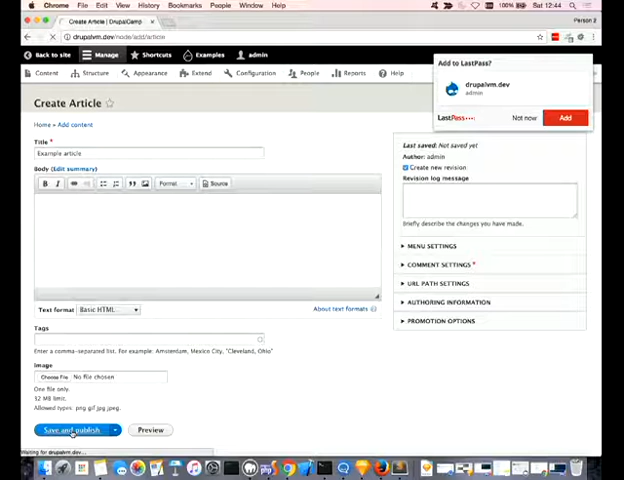 Chrome File Edit View History Bookmarks People Window Help
100% Sat 12:44
Create Article | DrupalCamp
Person 2
drupalvm.dev/node/add/article
Back to site Manage Shortcuts Examples admin
Content Structure Appearance Extend Configuration People Reports Help
Add to LastPass?
drupalvm.dev
admin
LastPass••• Not now Add
Create Article
Home » Add content
Title *
Example article
Body (Edit summary)
B I Format Source
Text format Basic HTML About text formats
Tags
Enter a comma-separated list. For example: Amsterdam, Mexico City, "Cleveland, Ohio"
Image
Choose File No file chosen
One file only.
32 MB limit.
Allowed types: png gif jpg jpeg.
Save and publish Preview
Waiting for drupalvm.dev...
Last saved: Not saved yet
Author: admin
Create new revision
Revision log message
Briefly describe the changes you have made.
MENU SETTINGS
COMMENT SETTINGS *
URL PATH SETTINGS
AUTHORING INFORMATION
PROMOTION OPTIONS